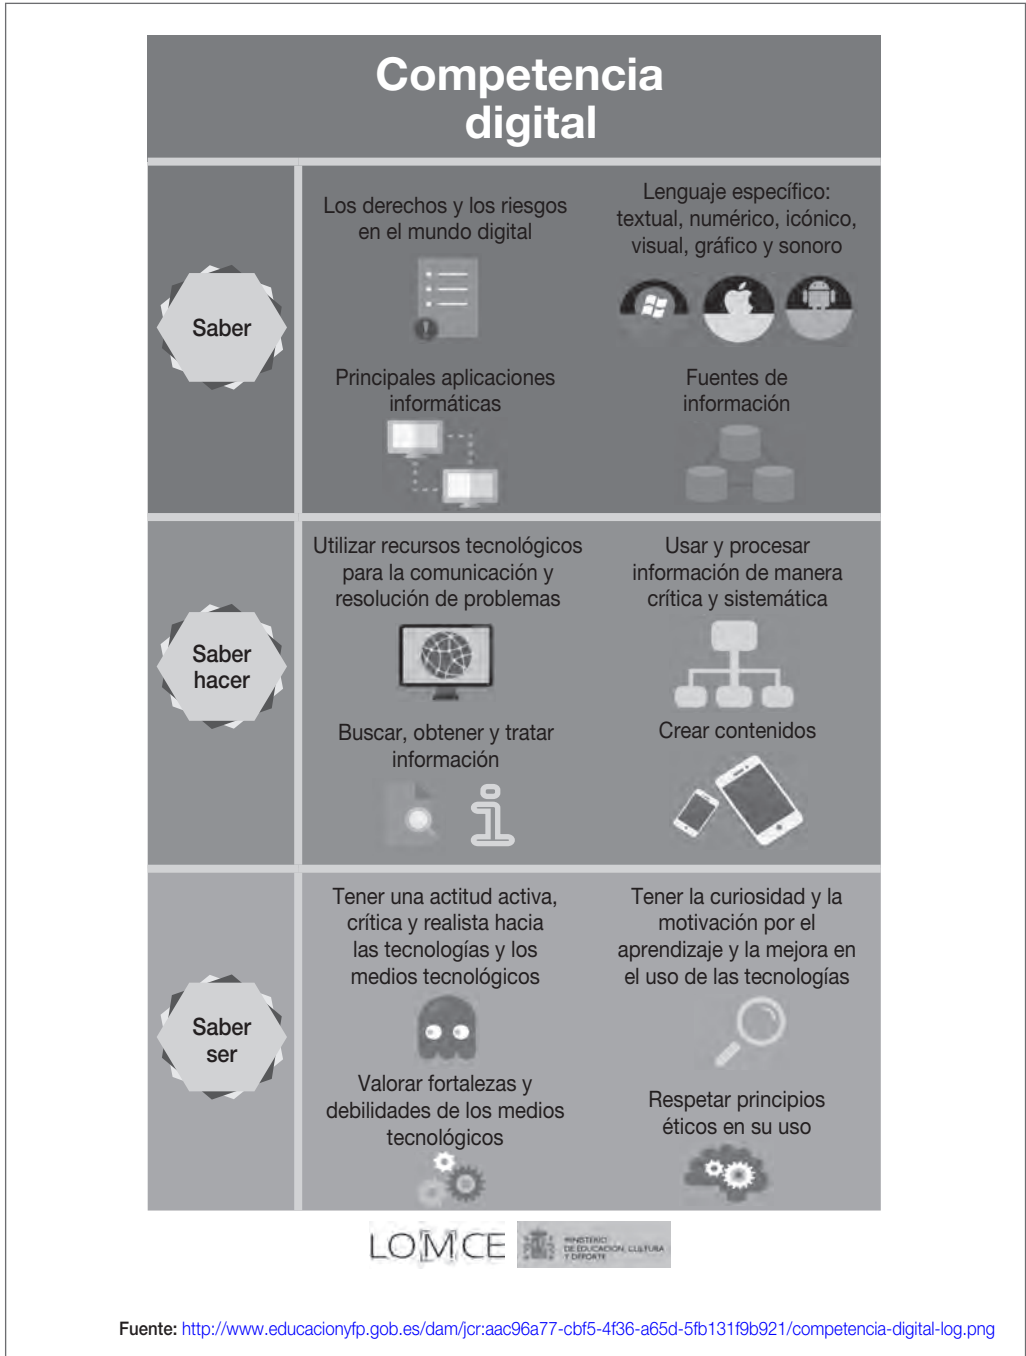 Competencia
digital
Saber
Los derechos y los riesgos
en el mundo digital
Lenguaje específico:
textual, numérico, icónico,
visual, gráfico y sonoro
Principales aplicaciones
informáticas
Fuentes de
información
Saber
hacer
Utilizar recursos tecnológicos
para la comunicación y
resolución de problemas
Usar y procesar
información de manera
crítica y sistemática
Buscar, obtener y tratar
información
Crear contenidos
Saber
ser
Tener una actitud activa,
crítica y realista hacia
las tecnologías y los
medios tecnológicos
Tener la curiosidad y la
motivación por el
aprendizaje y la mejora en
el uso de las tecnologías
Valorar fortalezas y
debilidades de los medios
tecnológicos
Respetar principios
éticos en su uso
LOMCE
MINISTERIO
DE EDUCACIÓN, CULTURA
Y DEPORTE
Fuente: http://www.educacionyfp.gob.es/dam/jcr:aac96a77-cbf5-4f36-a65d-5fb131f9b921/competencia-digital-log.png